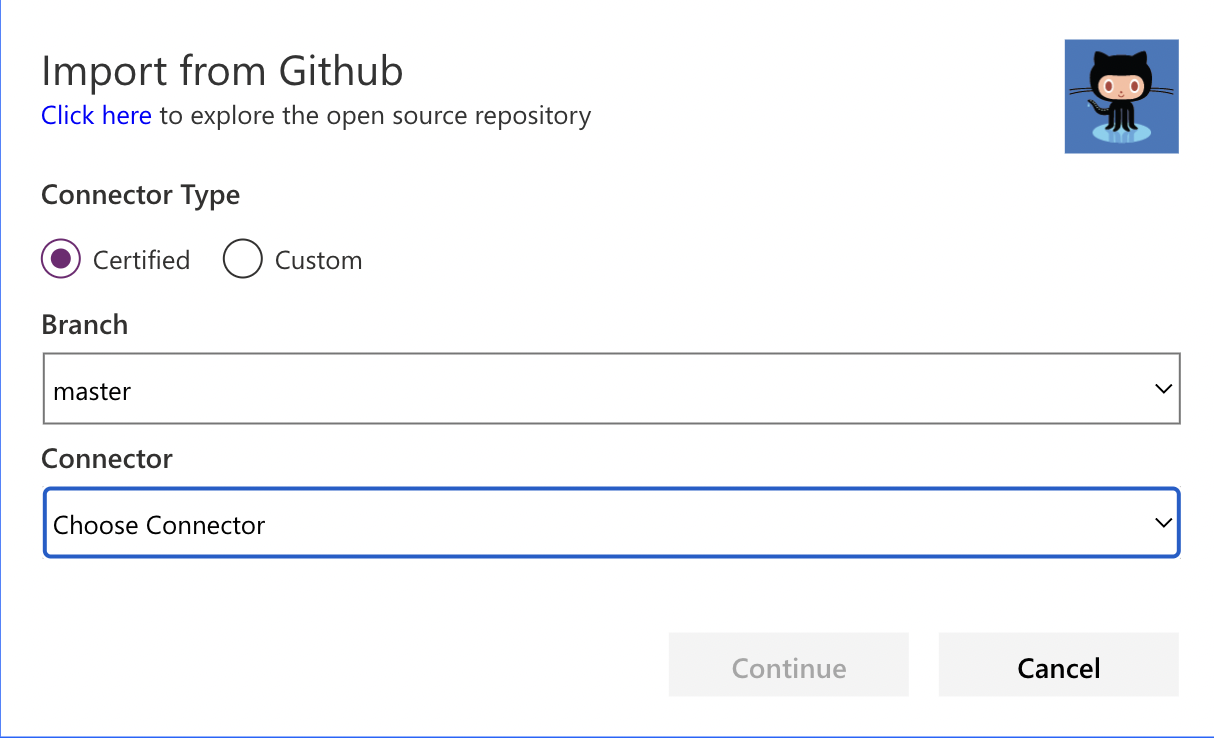 Import from Github
Click here to explore the open source repository
Connector Type
Certified Custom
Branch
master
Connector
Choose Connector
Continue Cancel